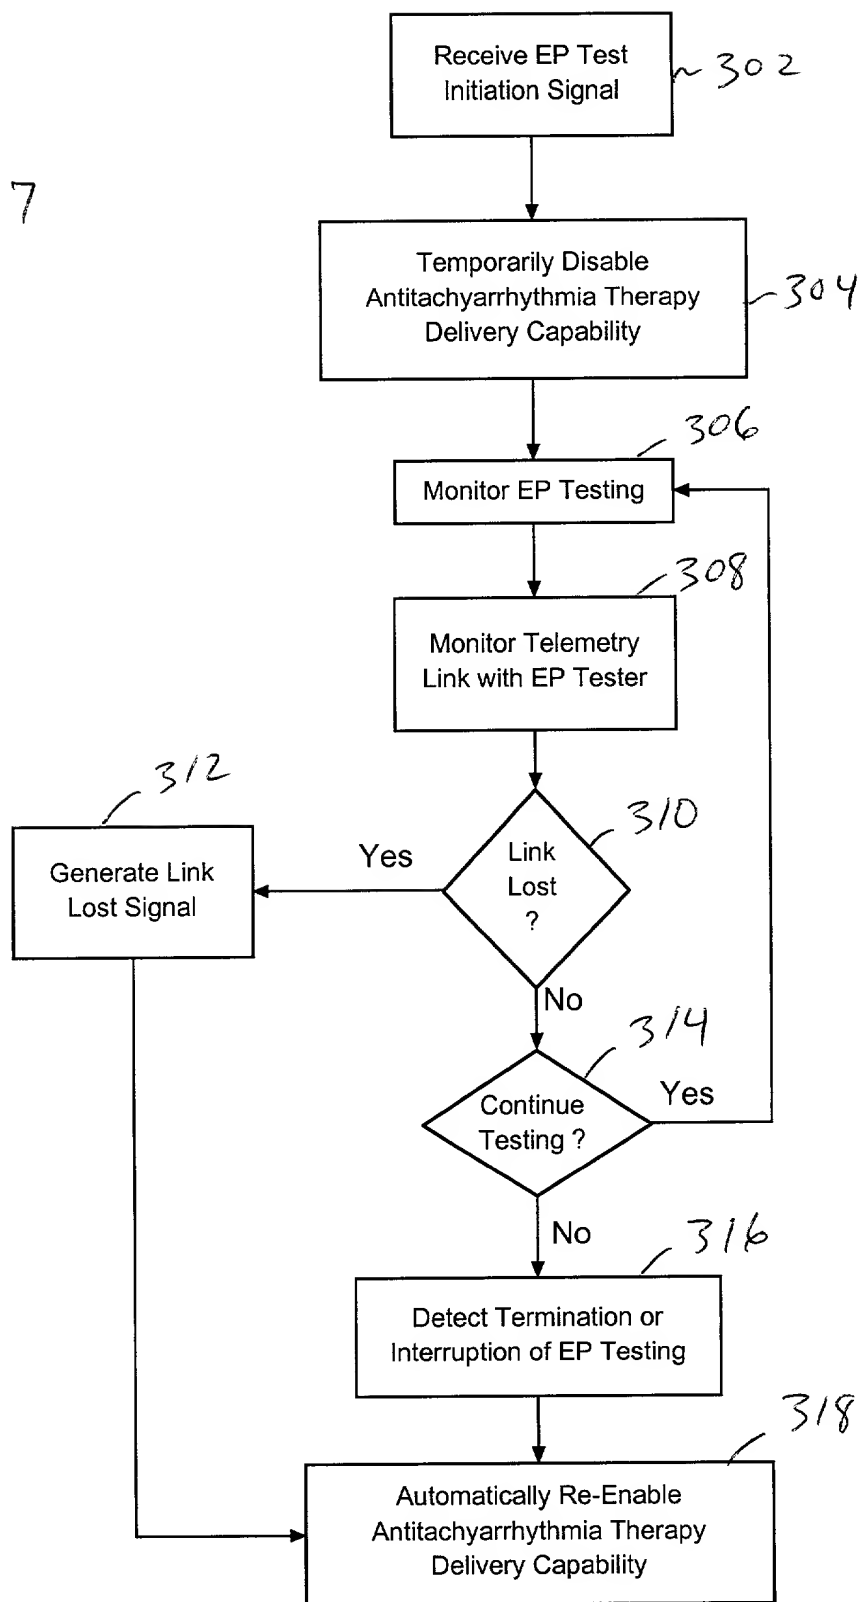 Receive EP Test
Initiation Signal
302
7
Temporarily Disable
Antitachyarrhythmia Therapy
Delivery Capability
304
306
Monitor EP Testing
308
Monitor Telemetry
Link with EP Tester
312
310
Generate Link
Lost Signal
Yes
Link
Lost
?
No
314
Continue
Testing ?
Yes
No
316
Detect Termination or
Interruption of EP Testing
318
Automatically Re-Enable
Antitachyarrhythmia Therapy
Delivery Capability